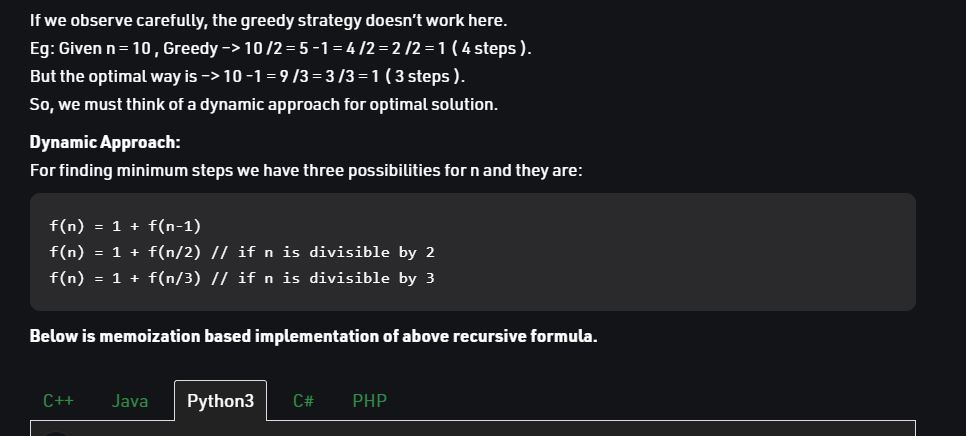 If we observe carefully, the greedy strategy doesn't work here.
Eg: Given n = 10 , Greedy –> 10 /2 = 5 -1 = 4 /2 = 2 /2 = 1 ( 4 steps ).
But the optimal way is –> 10 -1 = 9 /3 = 3 /3 = 1 ( 3 steps ).
So, we must think of a dynamic approach for optimal solution.
Dynamic Approach:
For finding minimum steps we have three possibilities for n and they are:
f(n) = 1 + f(n-1)
f(n) = 1 + f(n/2) // if n is divisible by 2
f(n) = 1 + f(n/3) // if n is divisible by 3
Below is memoization based implementation of above recursive formula.
C++ Java Python3 C# PHP